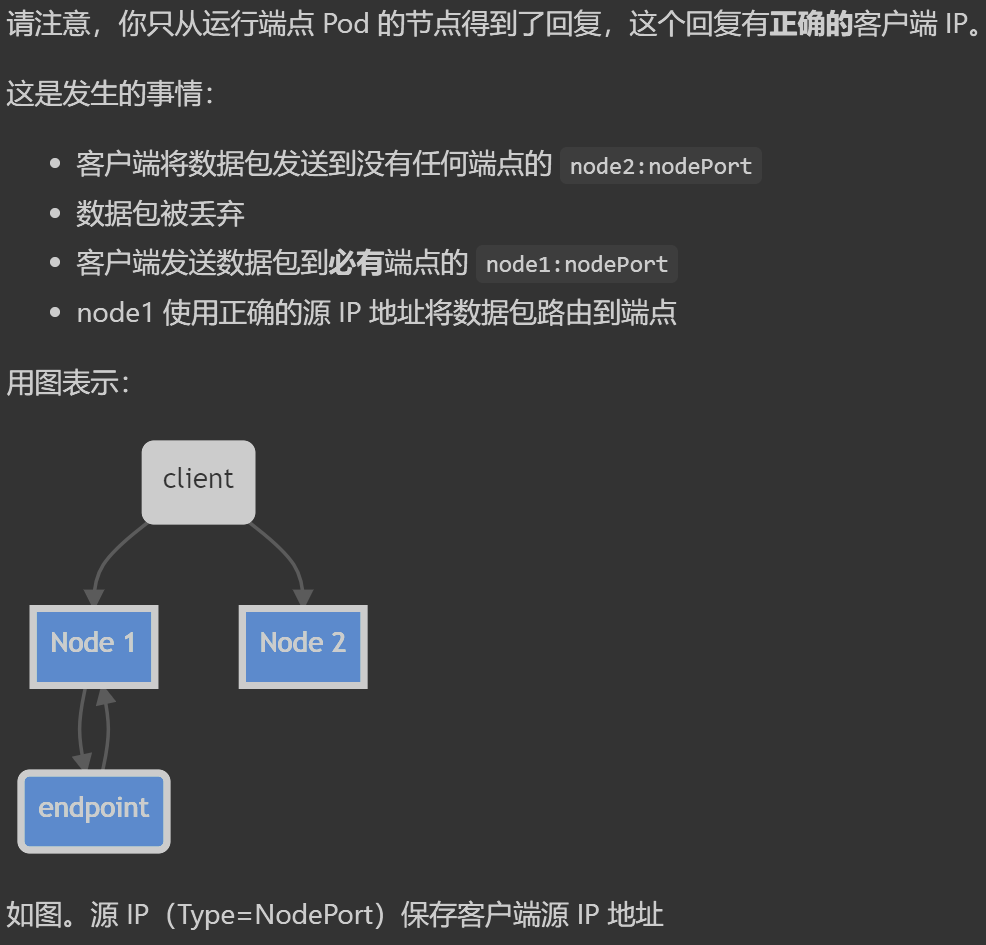 请注意，你只从运行端点 Pod 的节点得到了回复，这个回复有正确的客户端 IP。
这是发生的事情：
客户端将数据包发送到没有任何端点的 node2:nodePort
数据包被丢弃
客户端发送数据包到必有端点的 node1:nodePort
node1 使用正确的源 IP 地址将数据包路由到端点
用图表示：
client
Node 1
Node 2
endpoint
如图。源 IP（Type=NodePort）保存客户端源 IP 地址